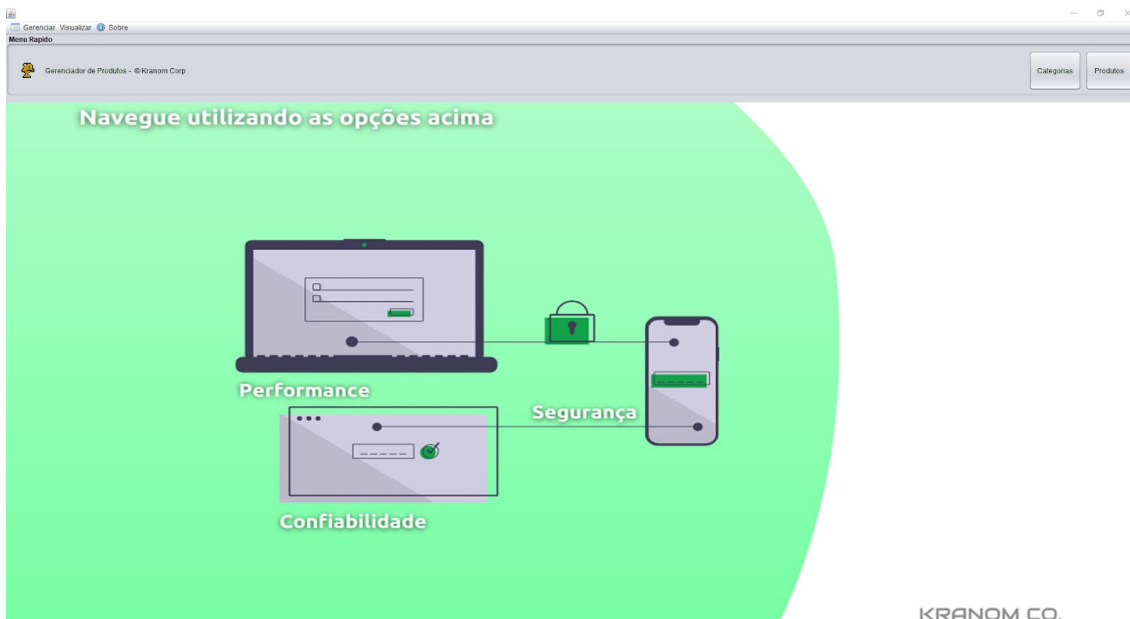 Gerenciar Visualizar Sobre
Menu Rapido
Gerenciador de Produtos - © Kranom Corp
Categorias Produtos
Navegue utilizando as opções acima
Performance
Segurança
Confiabilidade
KRANOM CO.